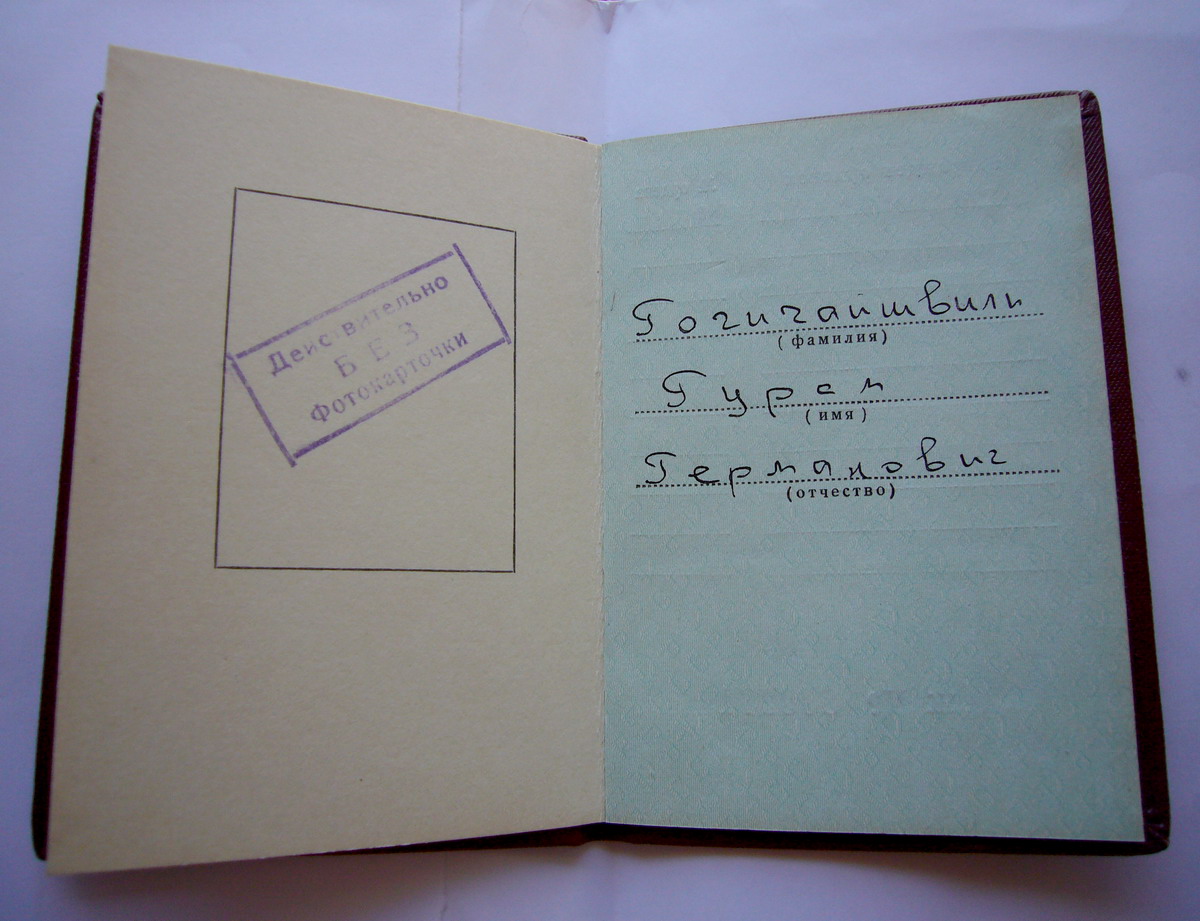 Действительно
БЕЗ
Фотокарточки
Гогичайшвили
(фамилия)
Гурам
(имя)
Германович
(отчество)